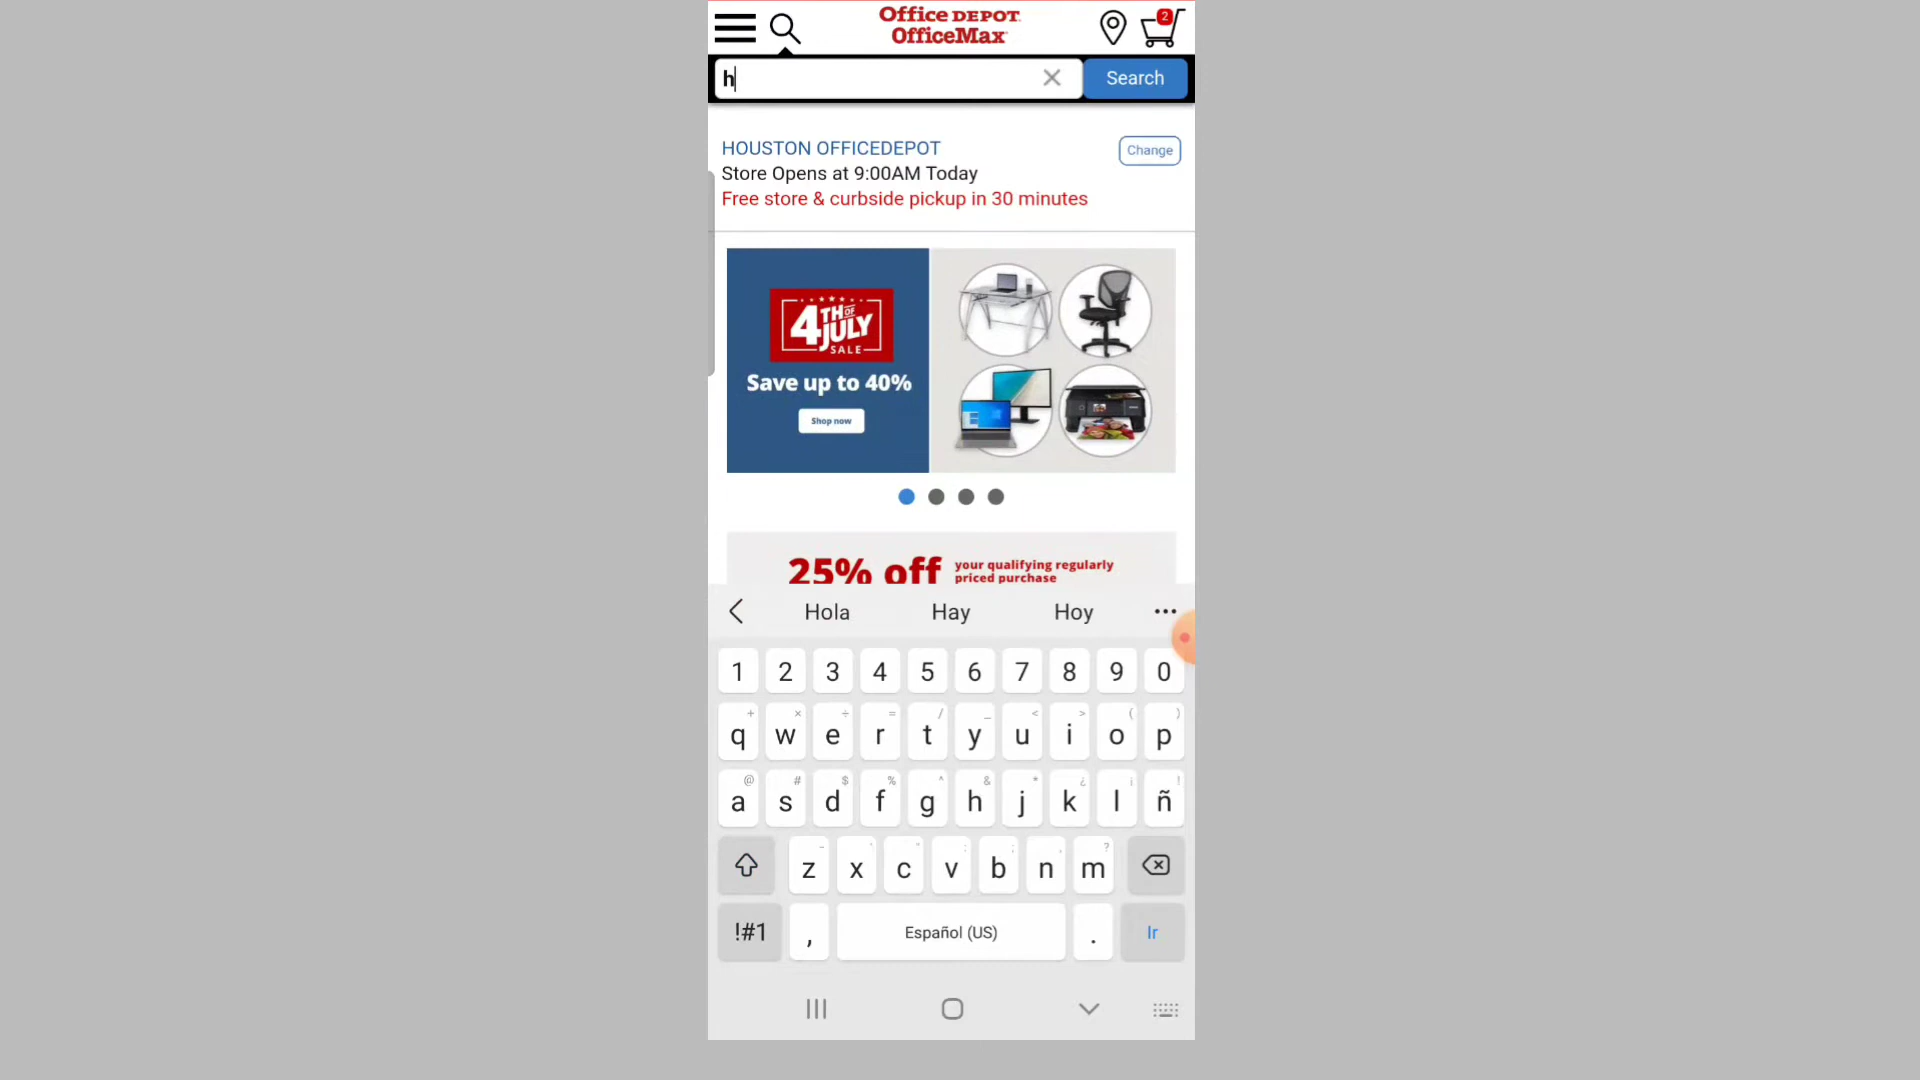 Office DEPOT
OfficeMax
2
h
Search
HOUSTON OFFICEDEPOT
Change
Store Opens at 9:00AM Today
Free store & curbside pickup in 30 minutes
4TH OF
JULY
SALE
Save up to 40%
Shop now
25% off your qualifying regularly
priced purchase
Hola Hay Hoy
1 2 3 4 5 6 7 8 9 0
+ × ÷ = / _ < > ( )
q w e r t y u i o p
@ # $ % ^ & * ¿ ¡ !
a s d f g h j k l ñ
- ' " : ; , ?
z x c v b n m
!#1 , Español (US) . Ir